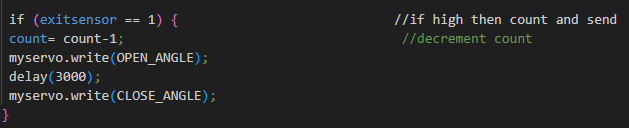 if (exitsensor == 1) { //if high then count and send
count= count-1; //decrement count
myservo.write(OPEN_ANGLE);
delay(3000);
myservo.write(CLOSE_ANGLE);
}